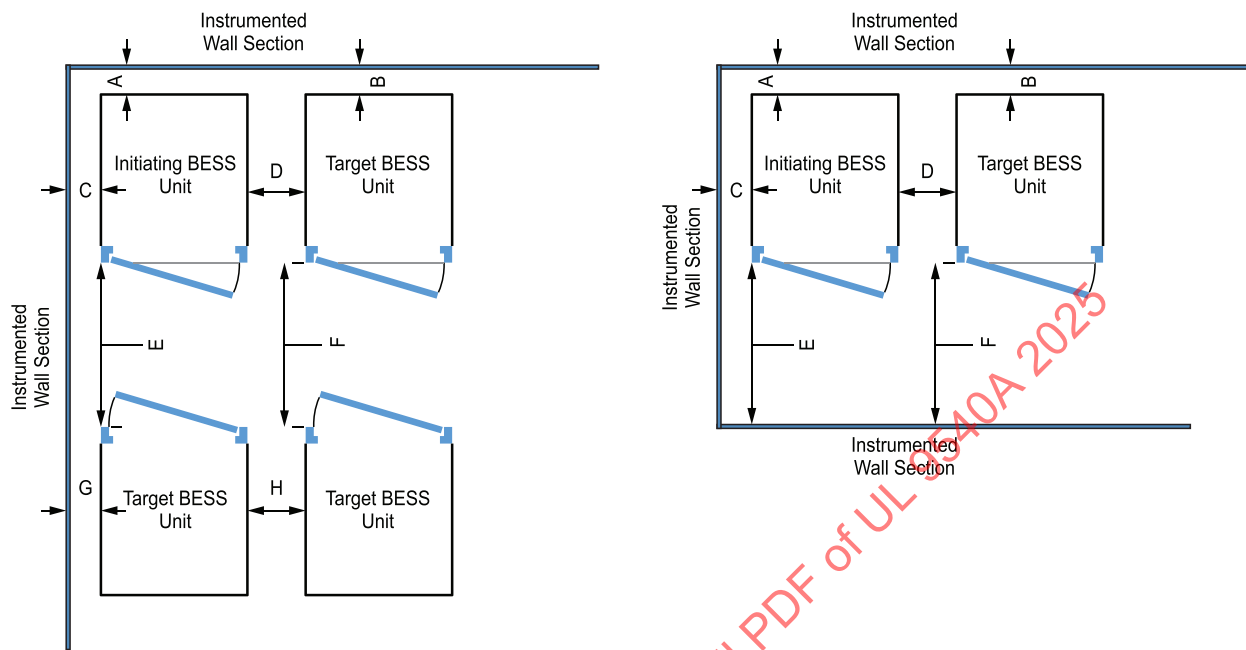 Instrumented
Wall Section
A
B
Initiating BESS
Unit
Target BESS
Unit
C
D
Instrumented
Wall Section
E
F
G
H
Target BESS
Unit
Target BESS
Unit
Instrumented
Wall Section
A
B
Initiating BESS
Unit
Target BESS
Unit
C
D
Instrumented
Wall Section
E
F
Instrumented
Wall Section
PDF of UL 9540A 2025